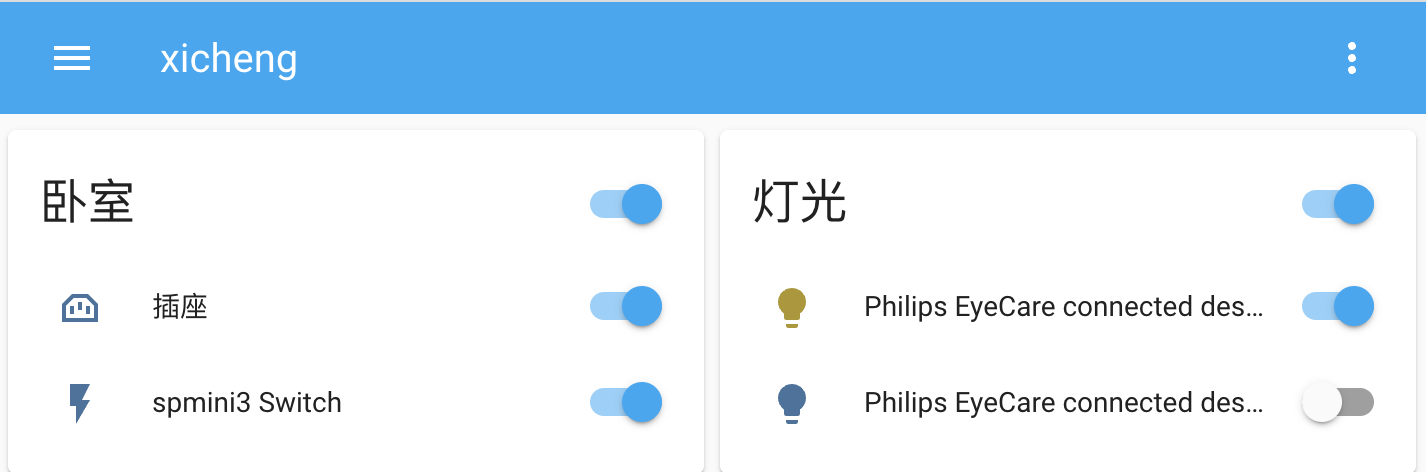 xicheng
卧室
插座
spmini3 Switch
灯光
Philips EyeCare connected des...
Philips EyeCare connected des...